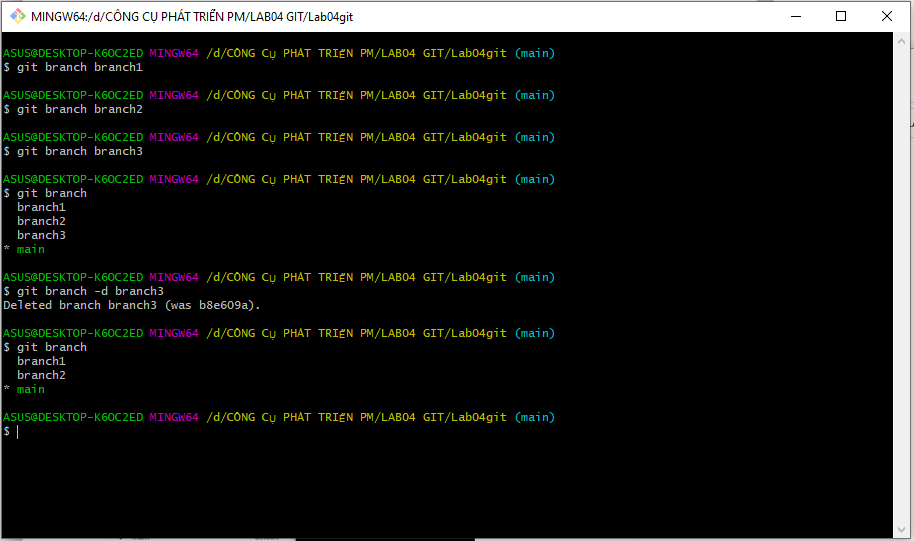 MINGW64:/d/CÔNG CỤ PHÁT TRIỂN PM/LAB04 GIT/Lab04git
ASUS@DESKTOP-K6OC2ED MINGW64 /d/CÔNG CỤ PHÁT TRIỂN PM/LAB04 GIT/Lab04git (main)
$ git branch branch1
ASUS@DESKTOP-K6OC2ED MINGW64 /d/CÔNG CỤ PHÁT TRIỂN PM/LAB04 GIT/Lab04git (main)
$ git branch branch2
ASUS@DESKTOP-K6OC2ED MINGW64 /d/CÔNG CỤ PHÁT TRIỂN PM/LAB04 GIT/Lab04git (main)
$ git branch branch3
ASUS@DESKTOP-K6OC2ED MINGW64 /d/CÔNG CỤ PHÁT TRIỂN PM/LAB04 GIT/Lab04git (main)
$ git branch
  branch1
  branch2
  branch3
* main
ASUS@DESKTOP-K6OC2ED MINGW64 /d/CÔNG CỤ PHÁT TRIỂN PM/LAB04 GIT/Lab04git (main)
$ git branch -d branch3
Deleted branch branch3 (was b8e609a).
ASUS@DESKTOP-K6OC2ED MINGW64 /d/CÔNG CỤ PHÁT TRIỂN PM/LAB04 GIT/Lab04git (main)
$ git branch
  branch1
  branch2
* main
ASUS@DESKTOP-K6OC2ED MINGW64 /d/CÔNG CỤ PHÁT TRIỂN PM/LAB04 GIT/Lab04git (main)
$